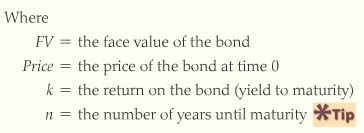 Where
FV = the face value of the bond
Price = the price of the bond at time 0
k = the return on the bond (yield to maturity)
n = the number of years until maturity *Tip